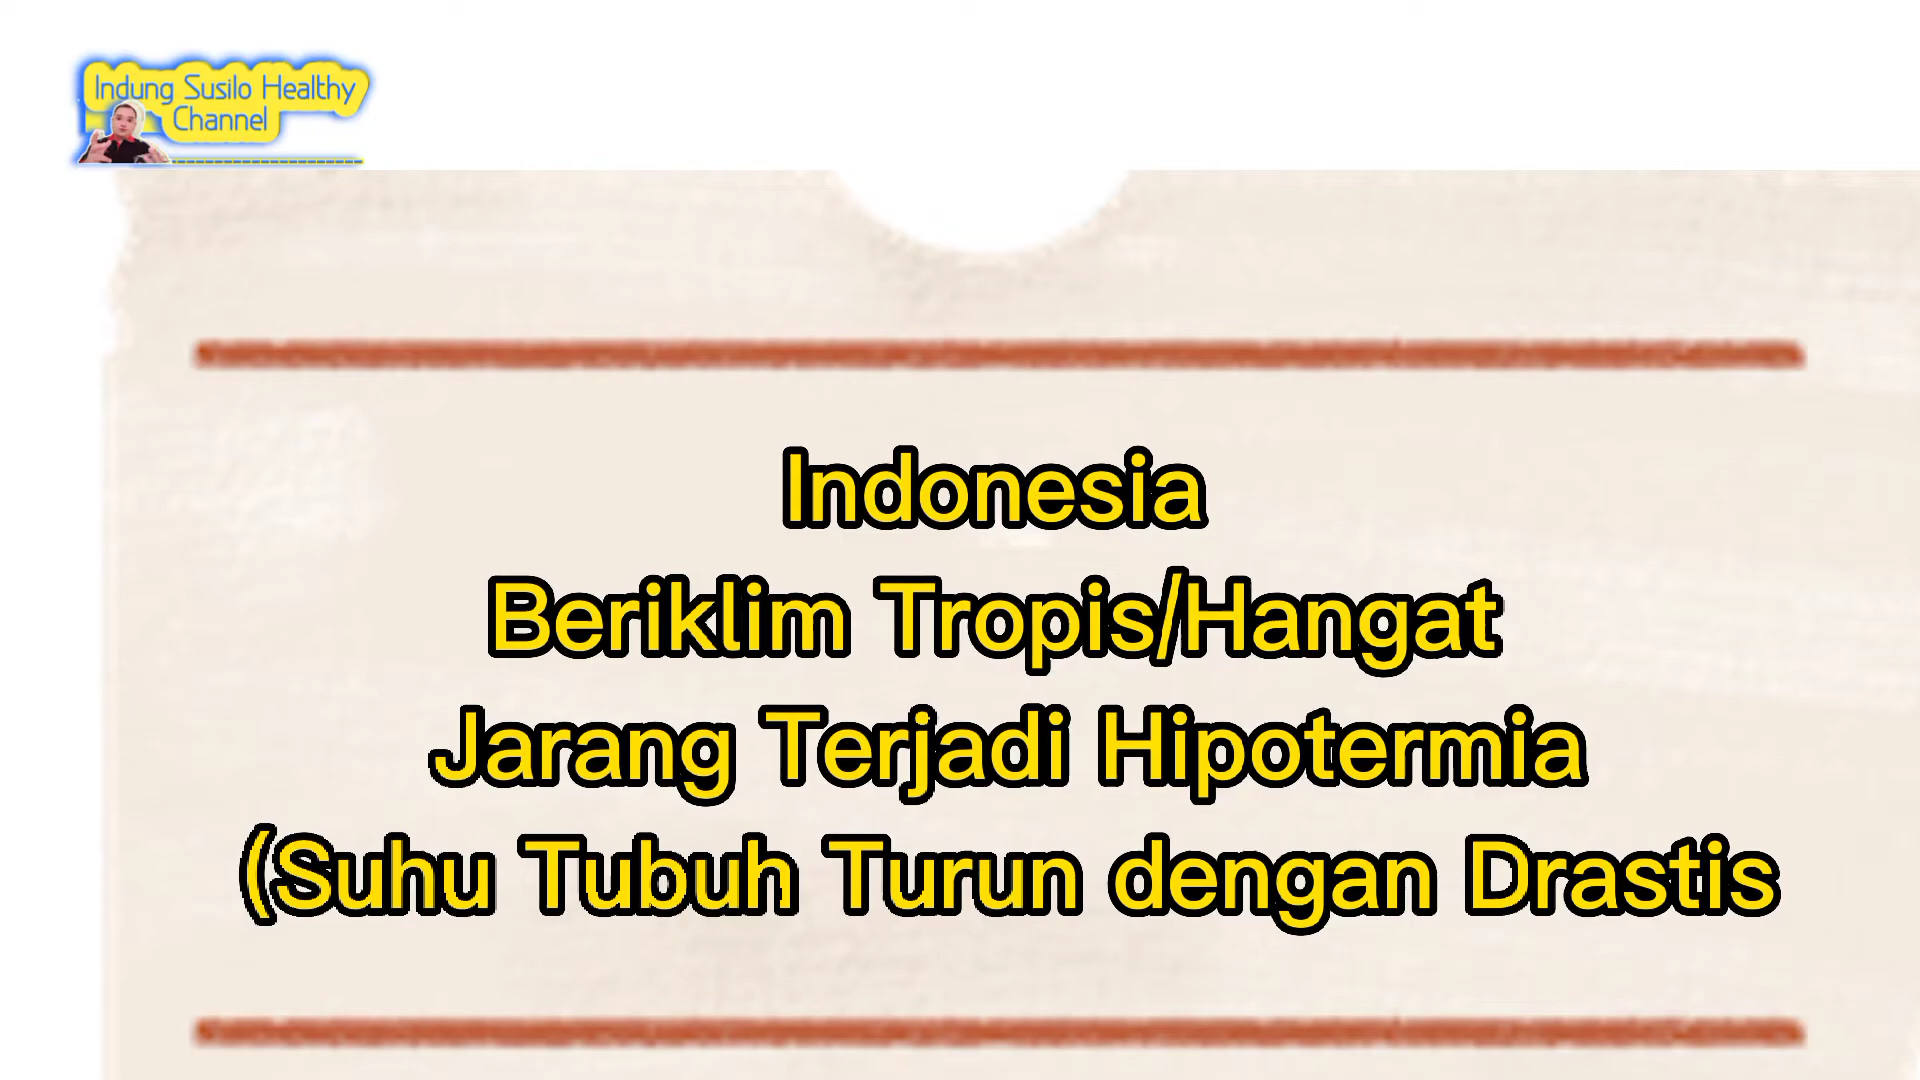 Indung Susilo Healthy
Channel
Indonesia
Beriklim Tropis/Hangat
Jarang Terjadi Hipotermia
(Suhu Tubuh Turun dengan Drastis